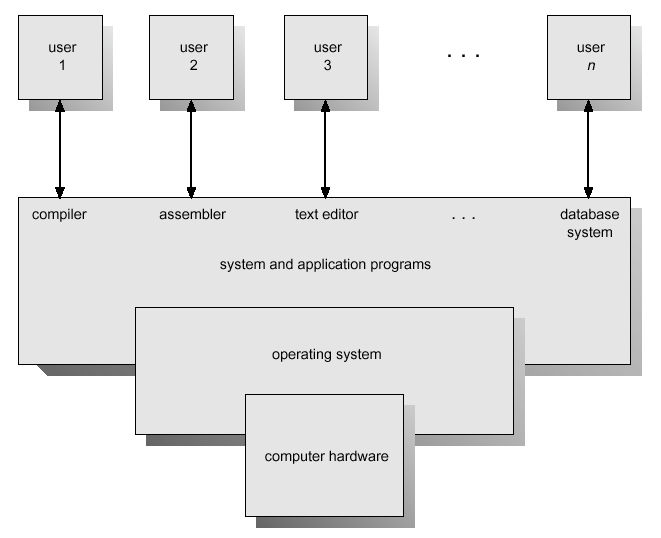 user
1
user
2
user
3
. . .
user
n
compiler
assembler
text editor
. . .
database
system
system and application programs
operating system
computer hardware